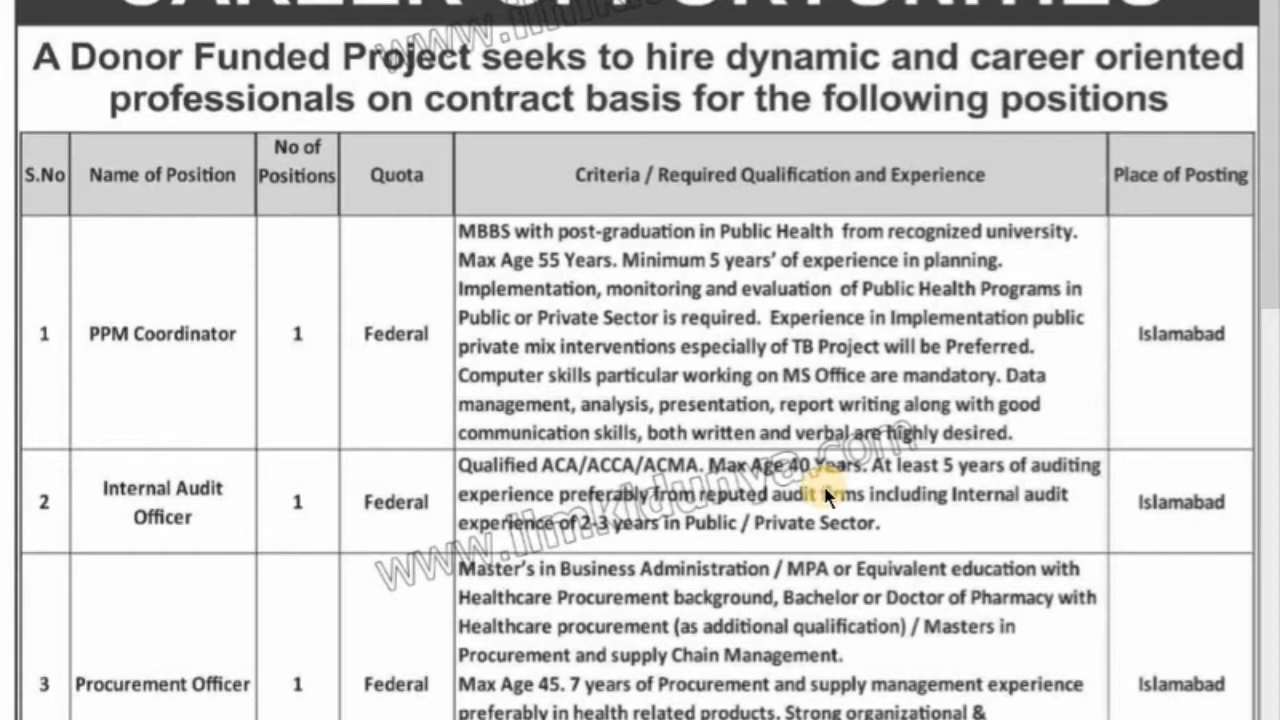 CAREER OPPORTUNITIES
A Donor Funded Project seeks to hire dynamic and career oriented
professionals on contract basis for the following positions
S.No
Name of Position
No of
Positions
Quota
Criteria / Required Qualification and Experience
Place of Posting
1
PPM Coordinator
1
Federal
MBBS with post-graduation in Public Health from recognized university.
Max Age 55 Years. Minimum 5 years' of experience in planning.
Implementation, monitoring and evaluation of Public Health Programs in
Public or Private Sector is required. Experience in Implementation public
private mix interventions especially of TB Project will be Preferred.
Computer skills particular working on MS Office are mandatory. Data
management, analysis, presentation, report writing along with good
communication skills, both written and verbal are highly desired.
Islamabad
2
Internal Audit
Officer
1
Federal
Qualified ACA/ACCA/ACMA. Max Age 40 Years. At least 5 years of auditing
experience preferably from reputed audit firms including Internal audit
experience of 2-3 years in Public / Private Sector.
Islamabad
3
Procurement Officer
1
Federal
Master's in Business Administration / MPA or Equivalent education with
Healthcare Procurement background, Bachelor or Doctor of Pharmacy with
Healthcare procurement (as additional qualification) / Masters in
Procurement and supply Chain Management.
Max Age 45. 7 years of Procurement and supply management experience
preferably in health related products. Strong organizational &
Islamabad
www.ilmkidunya.com